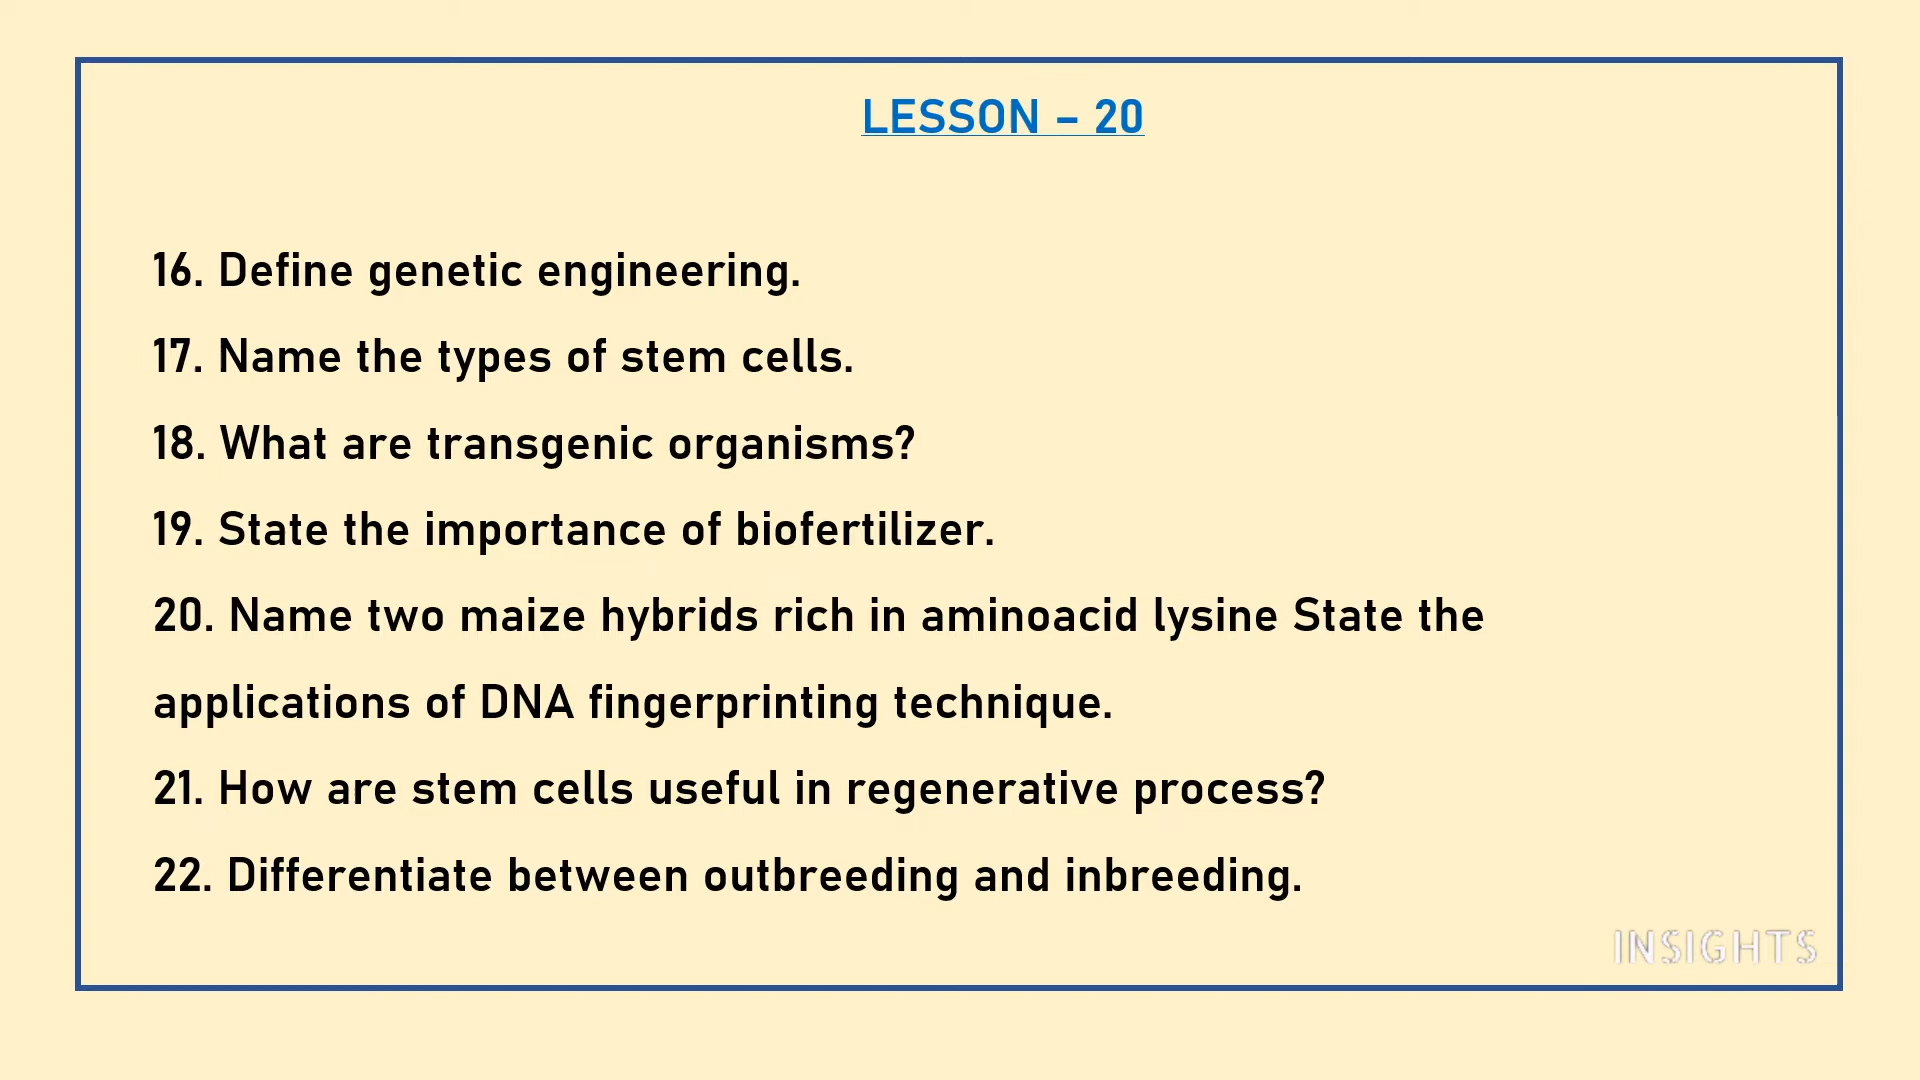 LESSON – 20
16. Define genetic engineering.
17. Name the types of stem cells.
18. What are transgenic organisms?
19. State the importance of biofertilizer.
20. Name two maize hybrids rich in aminoacid lysine State the
applications of DNA fingerprinting technique.
21. How are stem cells useful in regenerative process?
22. Differentiate between outbreeding and inbreeding.
INSIGHTS